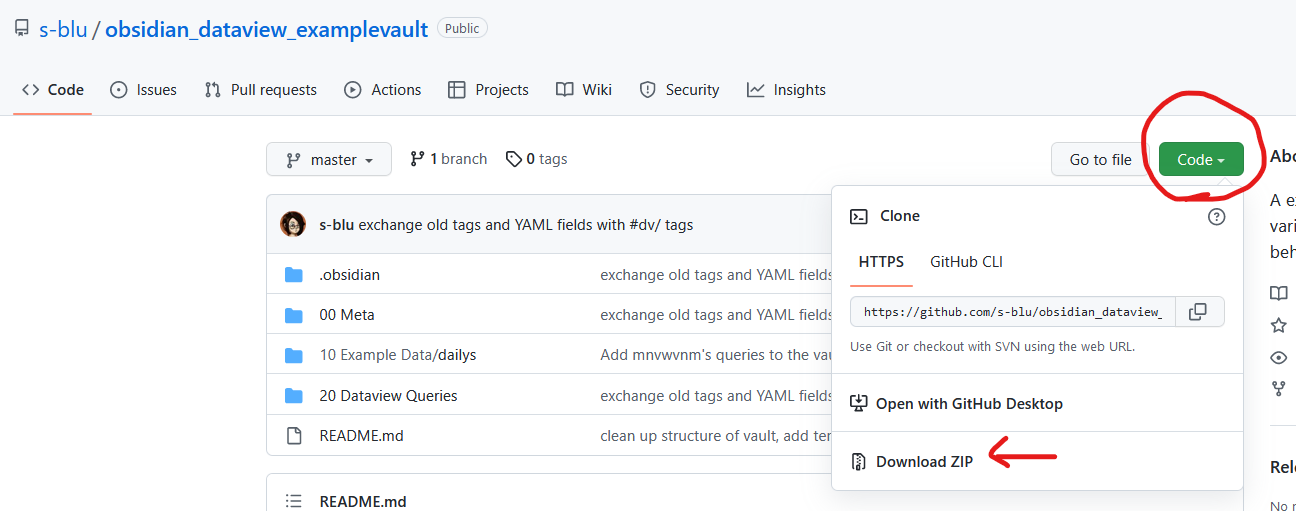 s-blu / obsidian_dataview_examplevault Public
Code Issues Pull requests Actions Projects Wiki Security Insights
master 1 branch 0 tags Go to file Code
s-blu exchange old tags and YAML fields with #dv/ tags
.obsidian exchange old tags and YAML fields
00 Meta exchange old tags and YAML fields
10 Example Data/dailys Add mnvwvnm's queries to the vau
20 Dataview Queries exchange old tags and YAML fields
README.md clean up structure of vault, add ter
README.md
Clone
HTTPS GitHub CLI
https://github.com/s-blu/obsidian_dataview_
Use Git or checkout with SVN using the web URL.
Open with GitHub Desktop
Download ZIP
Abo
A e
vari
beh
Rele
No r